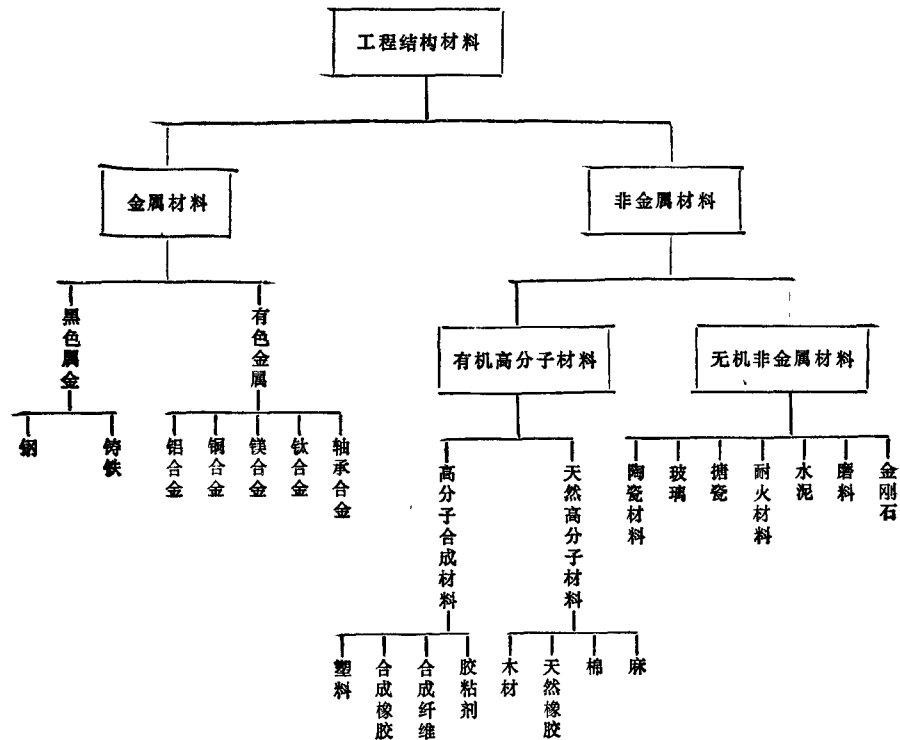 工程结构材料
金属材料
非金属材料
黑色属金
有色金属
有机高分子材料
无机非金属材料
钢
铸铁
铝合金
铜合金
镁合金
钛合金
轴承合金
高分子合成材料
天然高分子材料
陶瓷材料
玻璃
搪瓷
耐火材料
水泥
磨料
金刚石
塑料
合成橡胶
合成纤维
胶粘剂
木材
天然橡胶
棉
麻